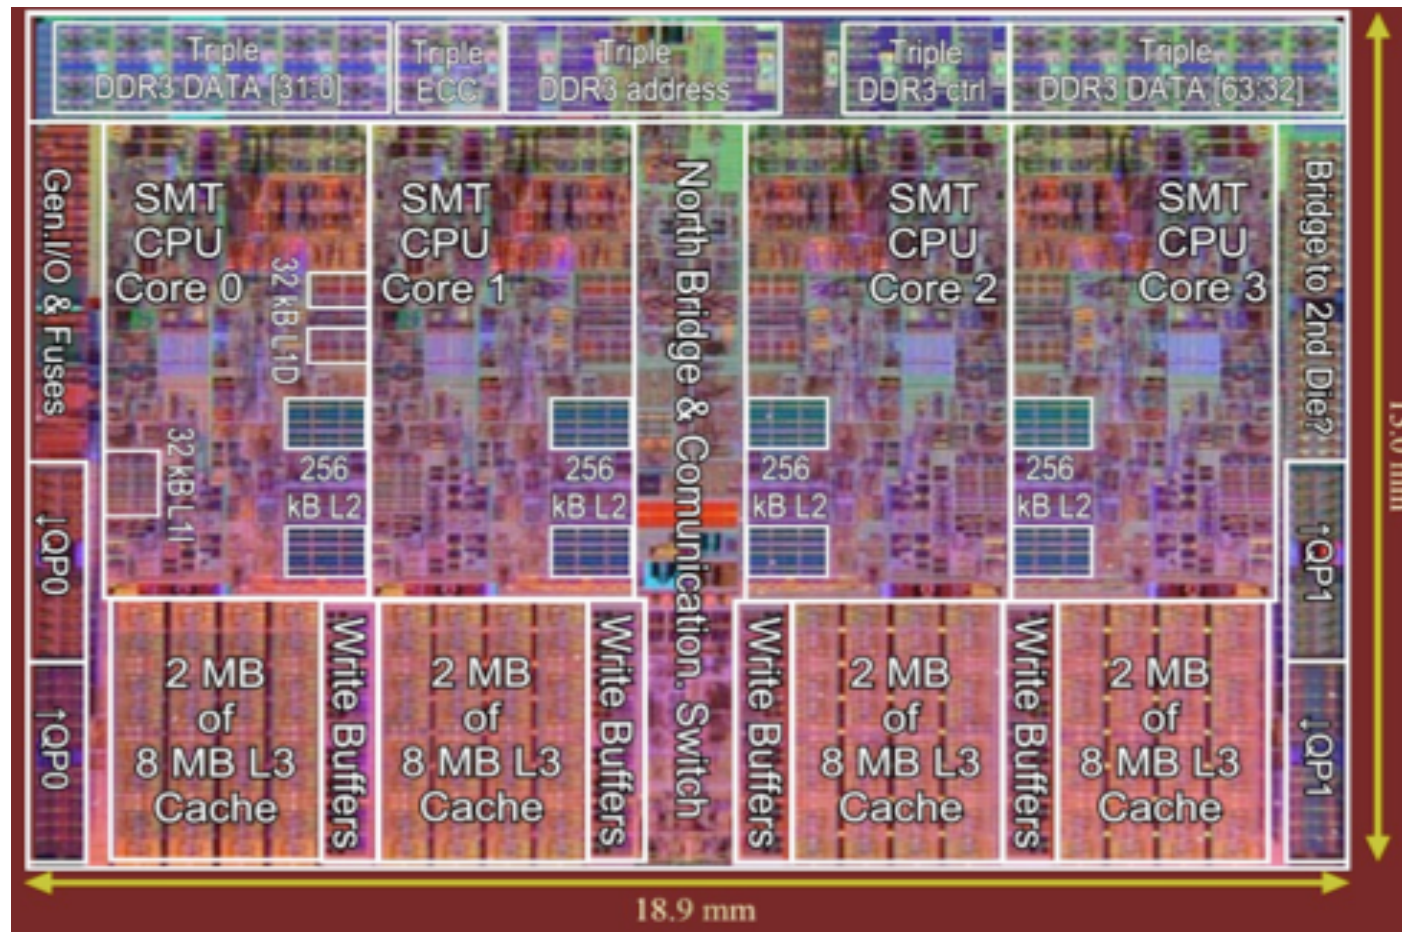 Triple
DDR3 DATA [31:0]
Triple
ECC
Triple
DDR3 address
Triple
DDR3 ctrl
Triple
DDR3 DATA [63:32]
Gen.I/O & Fuses
SMT
CPU
Core 0
32 kB L1D
32 kB L1I
256
kB L2
SMT
CPU
Core 1
256
kB L2
North Bridge & Comunication. Switch
SMT
CPU
Core 2
256
kB L2
SMT
CPU
Core 3
256
kB L2
Bridge to 2nd Die?
↓QP0
↑QP0
2 MB
of
8 MB L3
Cache
Write Buffers
2 MB
of
8 MB L3
Cache
Write Buffers
Write Buffers
2 MB
of
8 MB L3
Cache
Write Buffers
2 MB
of
8 MB L3
Cache
↑QP1
↓QP1
18.9 mm